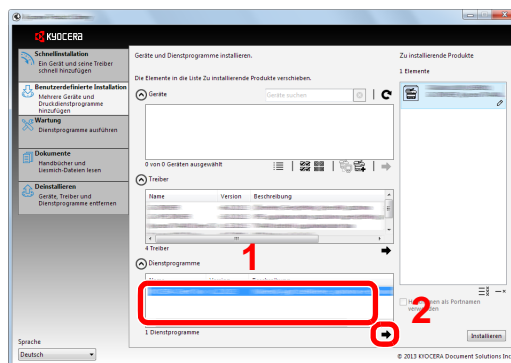 KYOCERA
Schnellinstallation
Ein Gerät und seine Treiber
schnell hinzufügen
Benutzerdefinierte Installation
Mehrere Geräte und
Druckdienstprogramme
hinzufügen
Wartung
Dienstprogramme ausführen
Dokumente
Handbücher und
Liesmich-Dateien lesen
Deinstallieren
Geräte, Treiber und
Dienstprogramme entfernen
Sprache
Deutsch
Geräte und Dienstprogramme installieren.
Die Elemente in die Liste Zu installierende Produkte verschieben.
Geräte
Geräte suchen
0 von 0 Geräten ausgewählt
Treiber
Name Version Beschreibung
4 Treiber
1
Dienstprogramme
1 Dienstprogramme
2
Zu installierende Produkte
1 Elemente
als Portnamen
Installieren
© 2013 KYOCERA Document Solutions Inc.